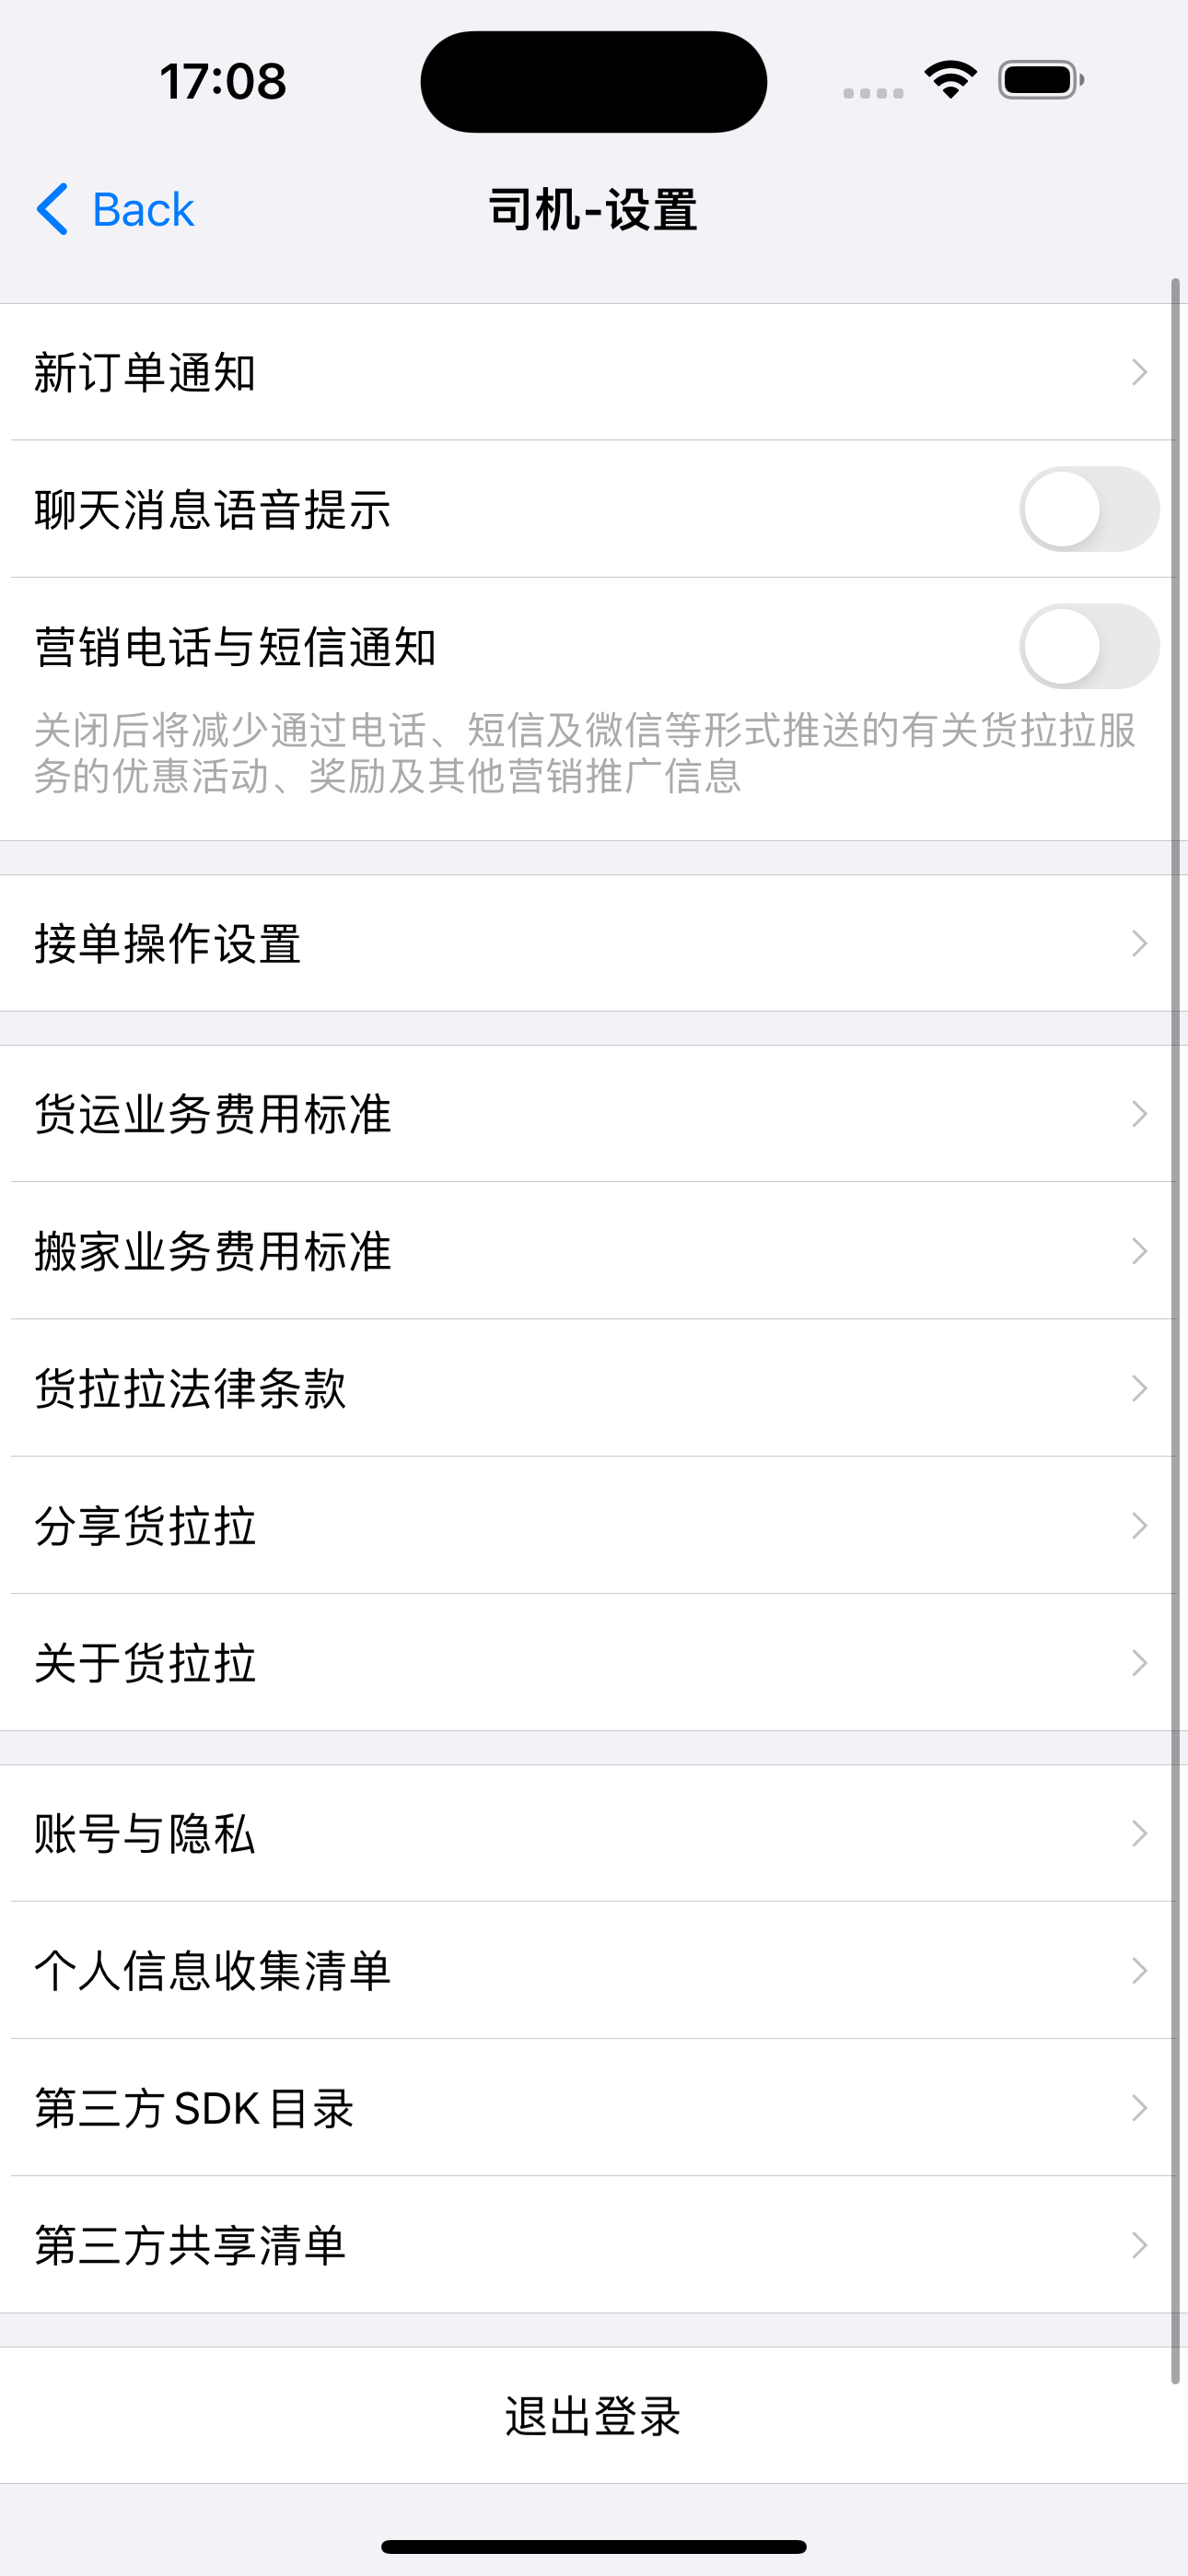 17:08
Back
司机-设置
新订单通知
聊天消息语音提示
营销电话与短信通知
关闭后将减少通过电话、短信及微信等形式推送的有关货拉拉服
务的优惠活动、奖励及其他营销推广信息
接单操作设置
货运业务费用标准
搬家业务费用标准
货拉拉法律条款
分享货拉拉
关于货拉拉
账号与隐私
个人信息收集清单
第三方 SDK 目录
第三方共享清单
退出登录